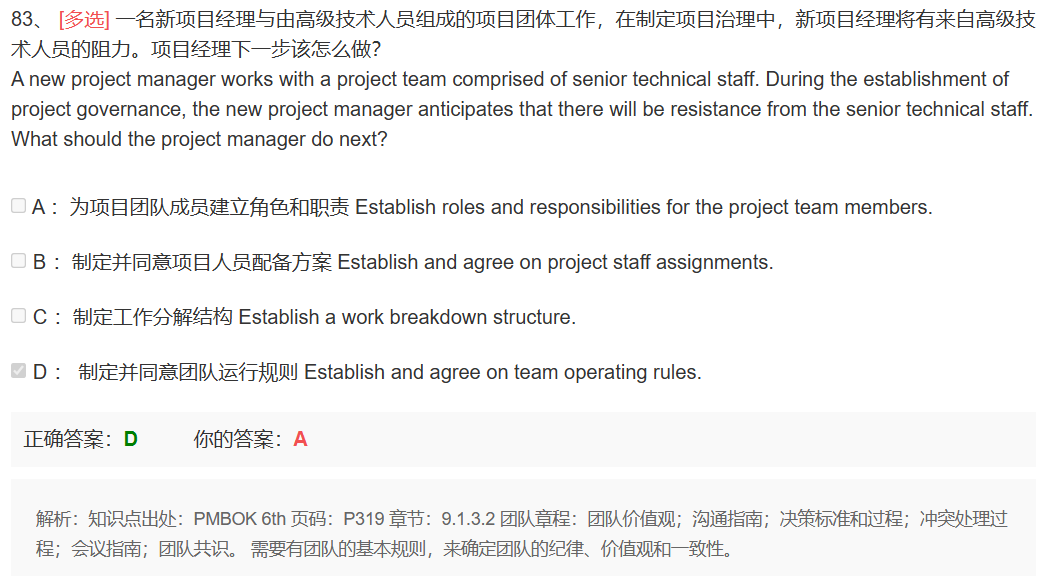 83、 [多选] 一名新项目经理与由高级技术人员组成的项目团体工作，在制定项目治理中，新项目经理将有来自高级技
术人员的阻力。项目经理下一步该怎么做?
A new project manager works with a project team comprised of senior technical staff. During the establishment of
project governance, the new project manager anticipates that there will be resistance from the senior technical staff.
What should the project manager do next?
A： 为项目团队成员建立角色和职责 Establish roles and responsibilities for the project team members.
B： 制定并同意项目人员配备方案 Establish and agree on project staff assignments.
C： 制定工作分解结构 Establish a work breakdown structure.
D： 制定并同意团队运行规则 Establish and agree on team operating rules.
正确答案：D 你的答案：A
解析：知识点出处：PMBOK 6th 页码：P319 章节：9.1.3.2 团队章程：团队价值观；沟通指南；决策标准和过程；冲突处理过
程；会议指南；团队共识。 需要有团队的基本规则，来确定团队的纪律、价值观和一致性。